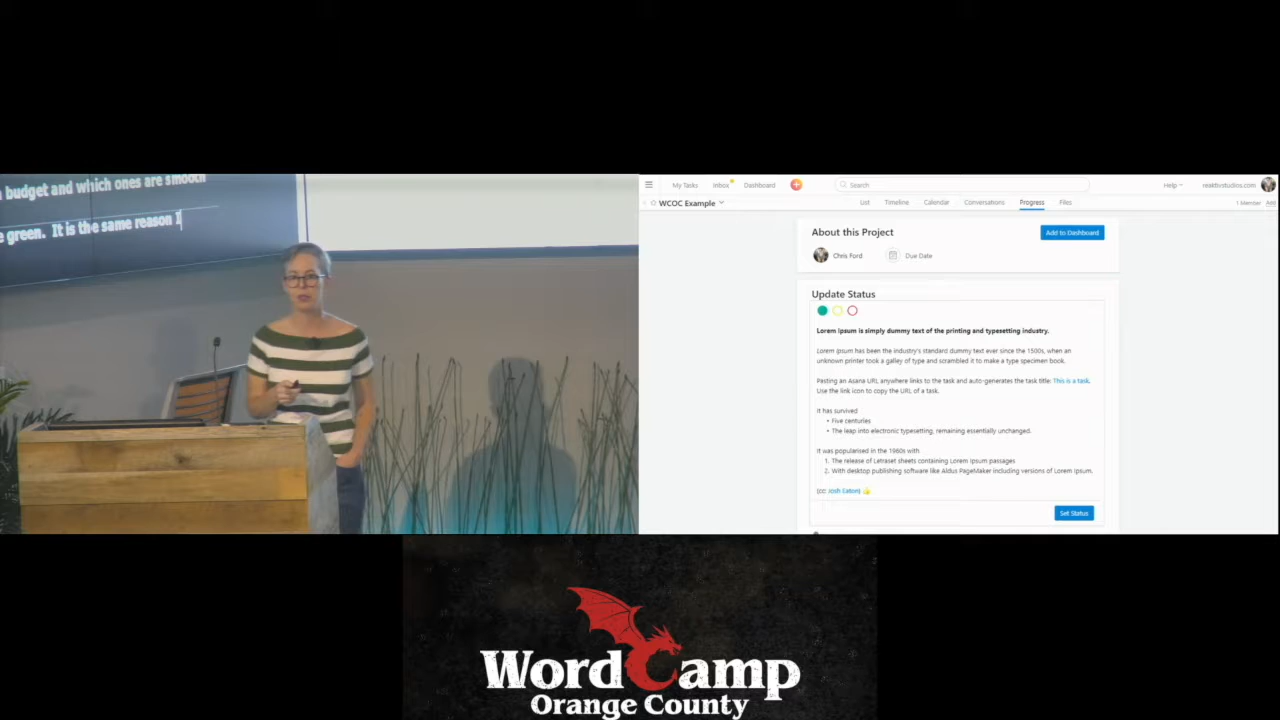 budget and which ones are smooth
green. It is the same reason I
My Tasks Inbox Dashboard Search Help reaktivstudios.com
WCOC Example List Timeline Calendar Conversations Progress Files 1 Member Add
About this Project Add to Dashboard
Chris Ford Due Date
Update Status
Lorem Ipsum is simply dummy text of the printing and typesetting industry.
Lorem Ipsum has been the industry's standard dummy text ever since the 1500s, when an
unknown printer took a galley of type and scrambled it to make a type specimen book.
Pasting an Asana URL anywhere links to the task and auto-generates the task title: This is a task.
Use the link icon to copy the URL of a task.
It has survived
• Five centuries
• The leap into electronic typesetting, remaining essentially unchanged.
It was popularised in the 1960s with
1. The release of Letraset sheets containing Lorem Ipsum passages
2. With desktop publishing software like Aldus PageMaker including versions of Lorem Ipsum.
(cc: Josh Eaton) 👍
Set Status
WordCamp
Orange County